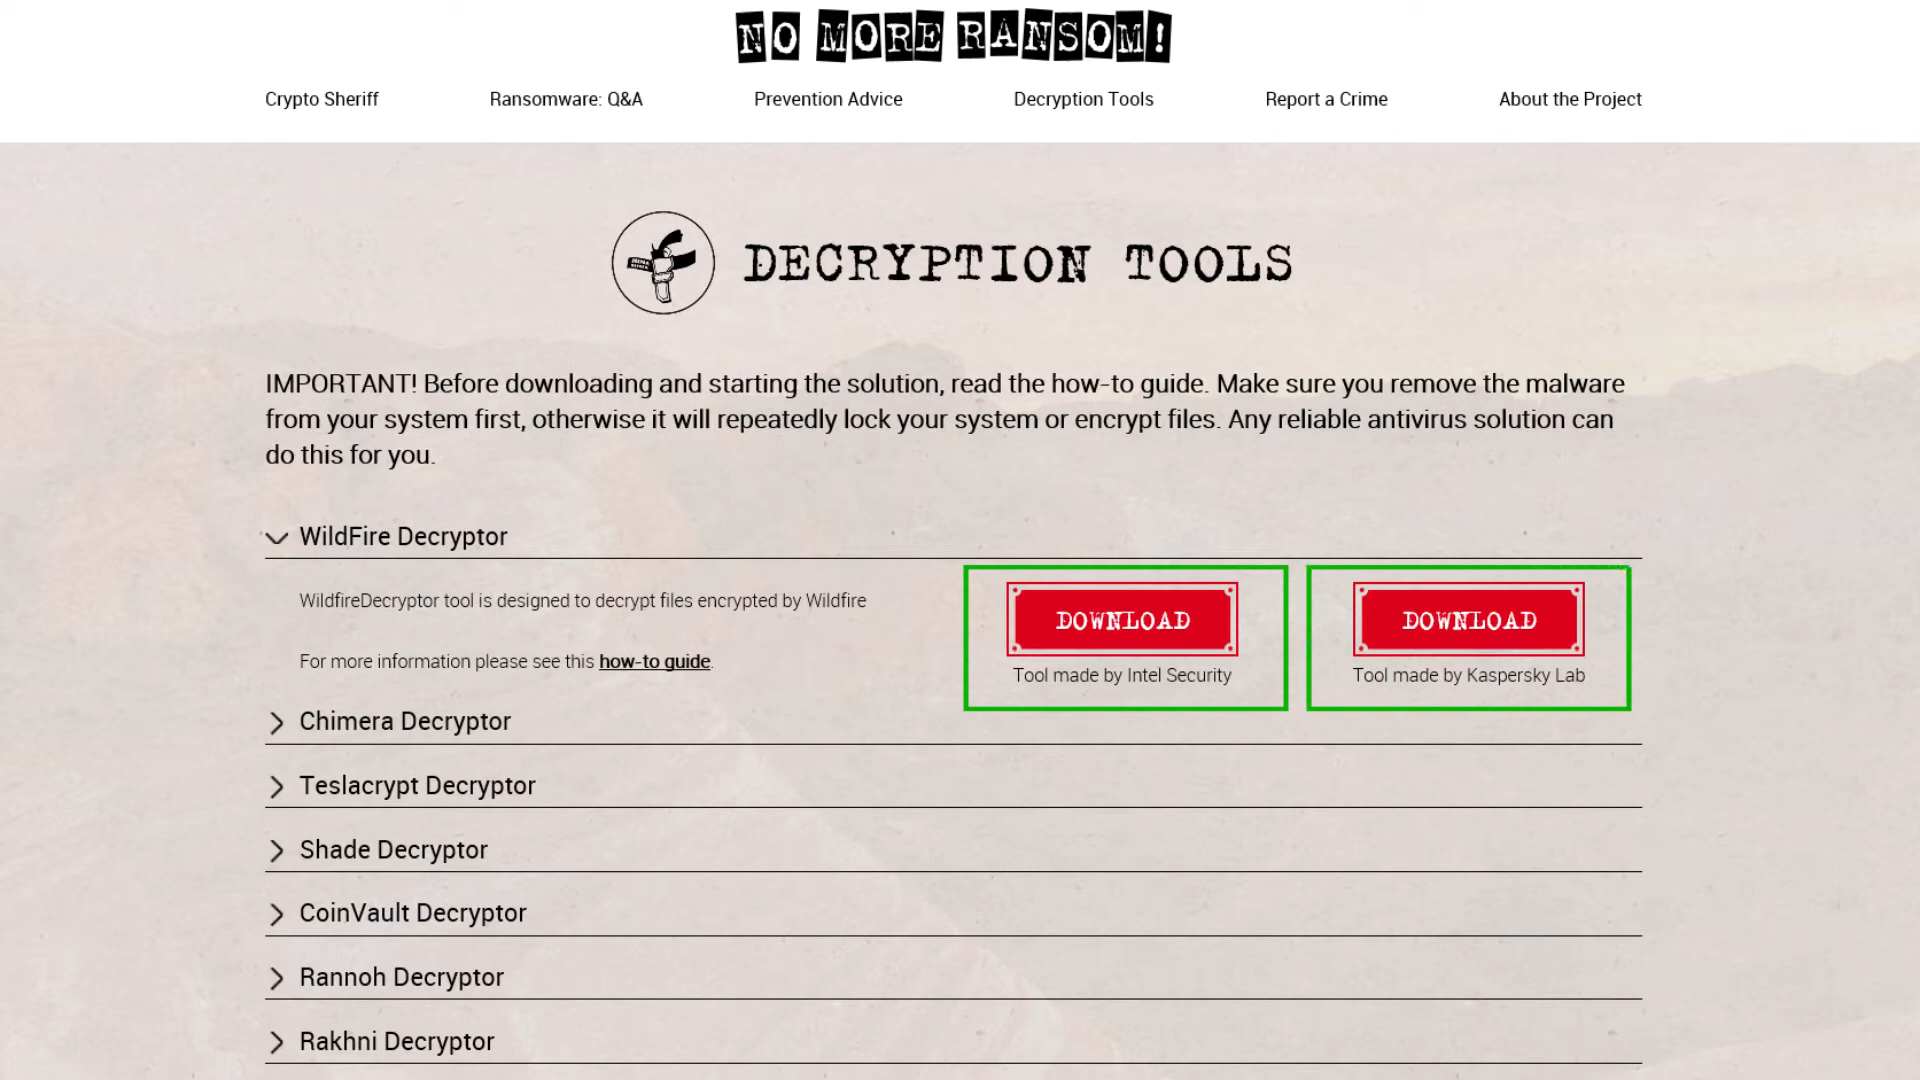 NO MORE RANSOM!
Crypto Sheriff
Ransomware: Q&A
Prevention Advice
Decryption Tools
Report a Crime
About the Project
DECRYPTION TOOLS
IMPORTANT! Before downloading and starting the solution, read the how-to guide. Make sure you remove the malware
from your system first, otherwise it will repeatedly lock your system or encrypt files. Any reliable antivirus solution can
do this for you.
WildFire Decryptor
WildfireDecryptor tool is designed to decrypt files encrypted by Wildfire
For more information please see this how-to guide.
DOWNLOAD
Tool made by Intel Security
DOWNLOAD
Tool made by Kaspersky Lab
Chimera Decryptor
Teslacrypt Decryptor
Shade Decryptor
CoinVault Decryptor
Rannoh Decryptor
Rakhni Decryptor